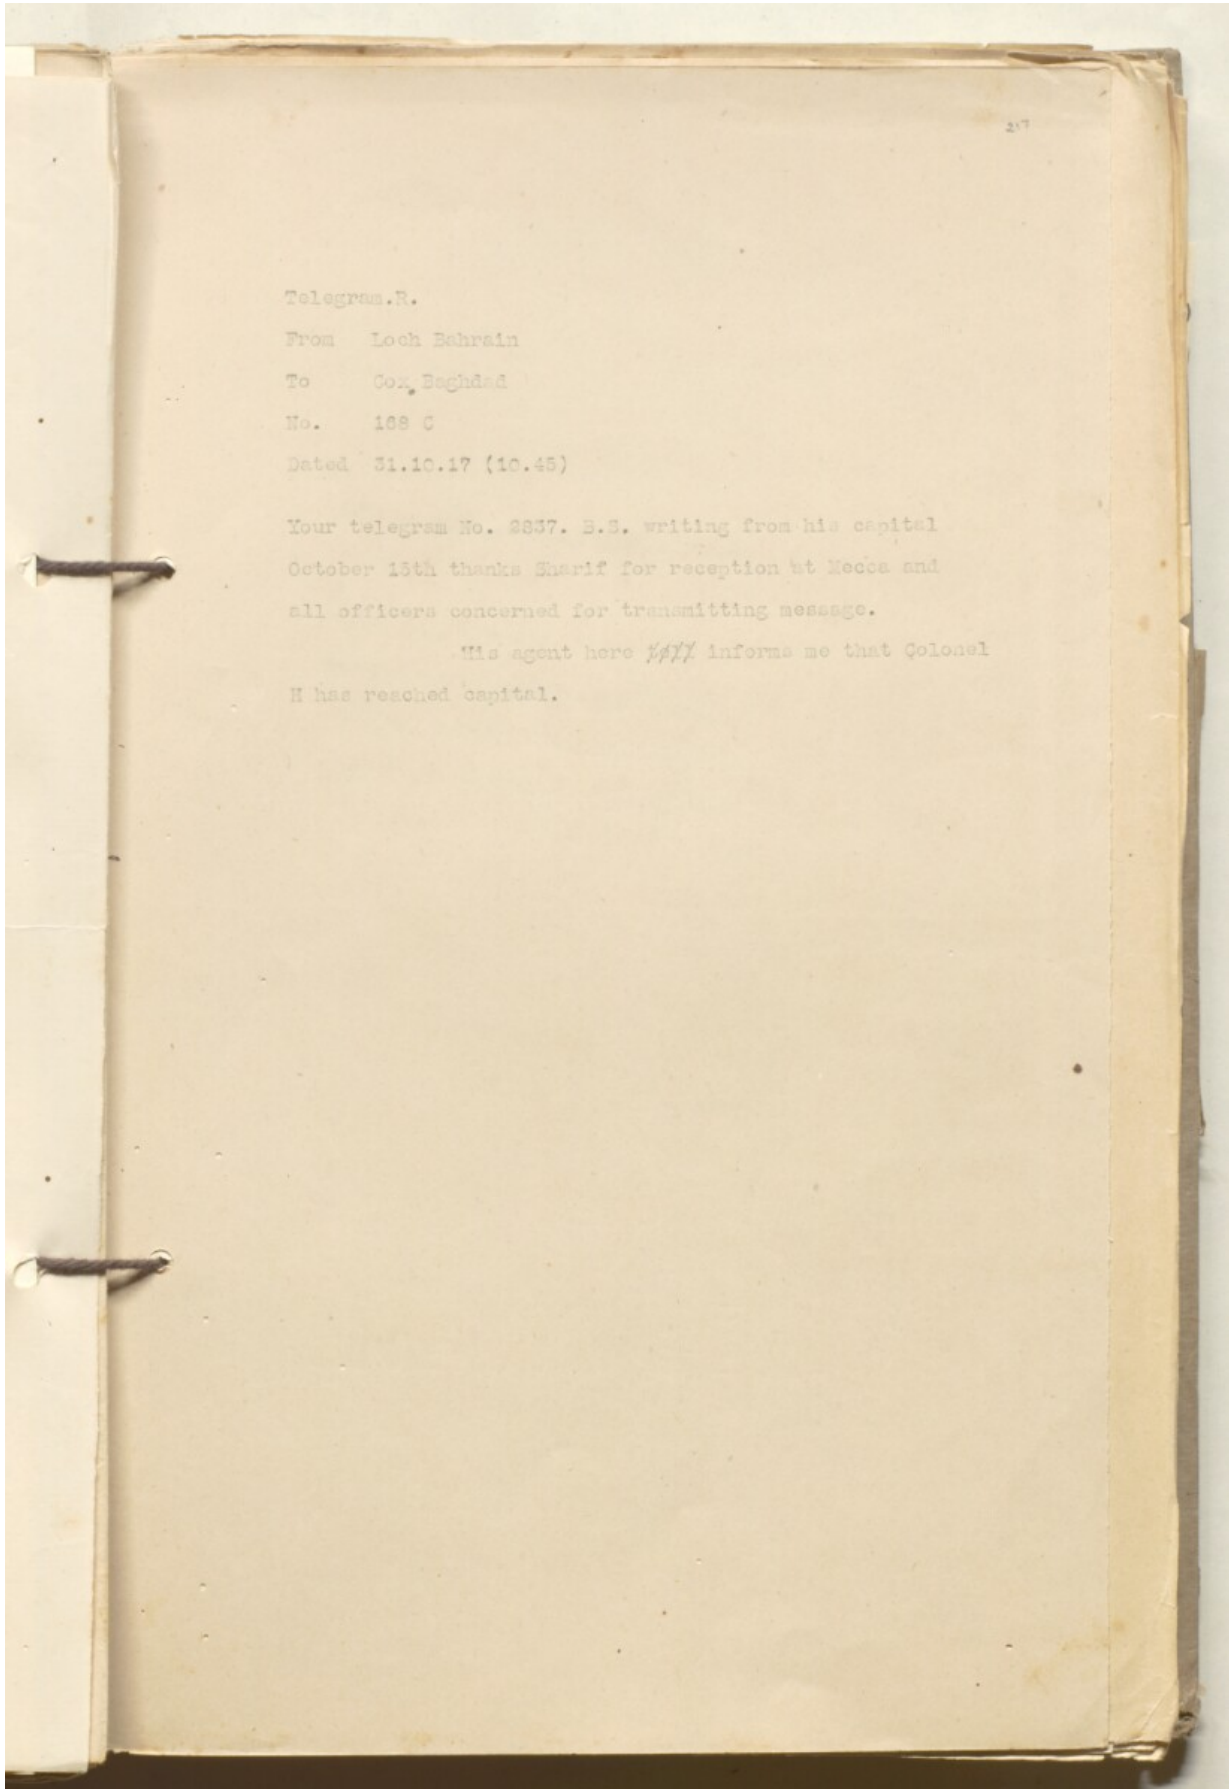 237
Telegram.R.
From Loch Bahrain
To Cox, Baghdad
No. 168 C
Dated 31.10.17 (10.45)
Your telegram No. 2837. B.S. writing from his capital
October 15th thanks Sharif for reception at Mecca and
all officers concerned for transmitting message.
His agent here informs me that Colonel
H has reached capital.